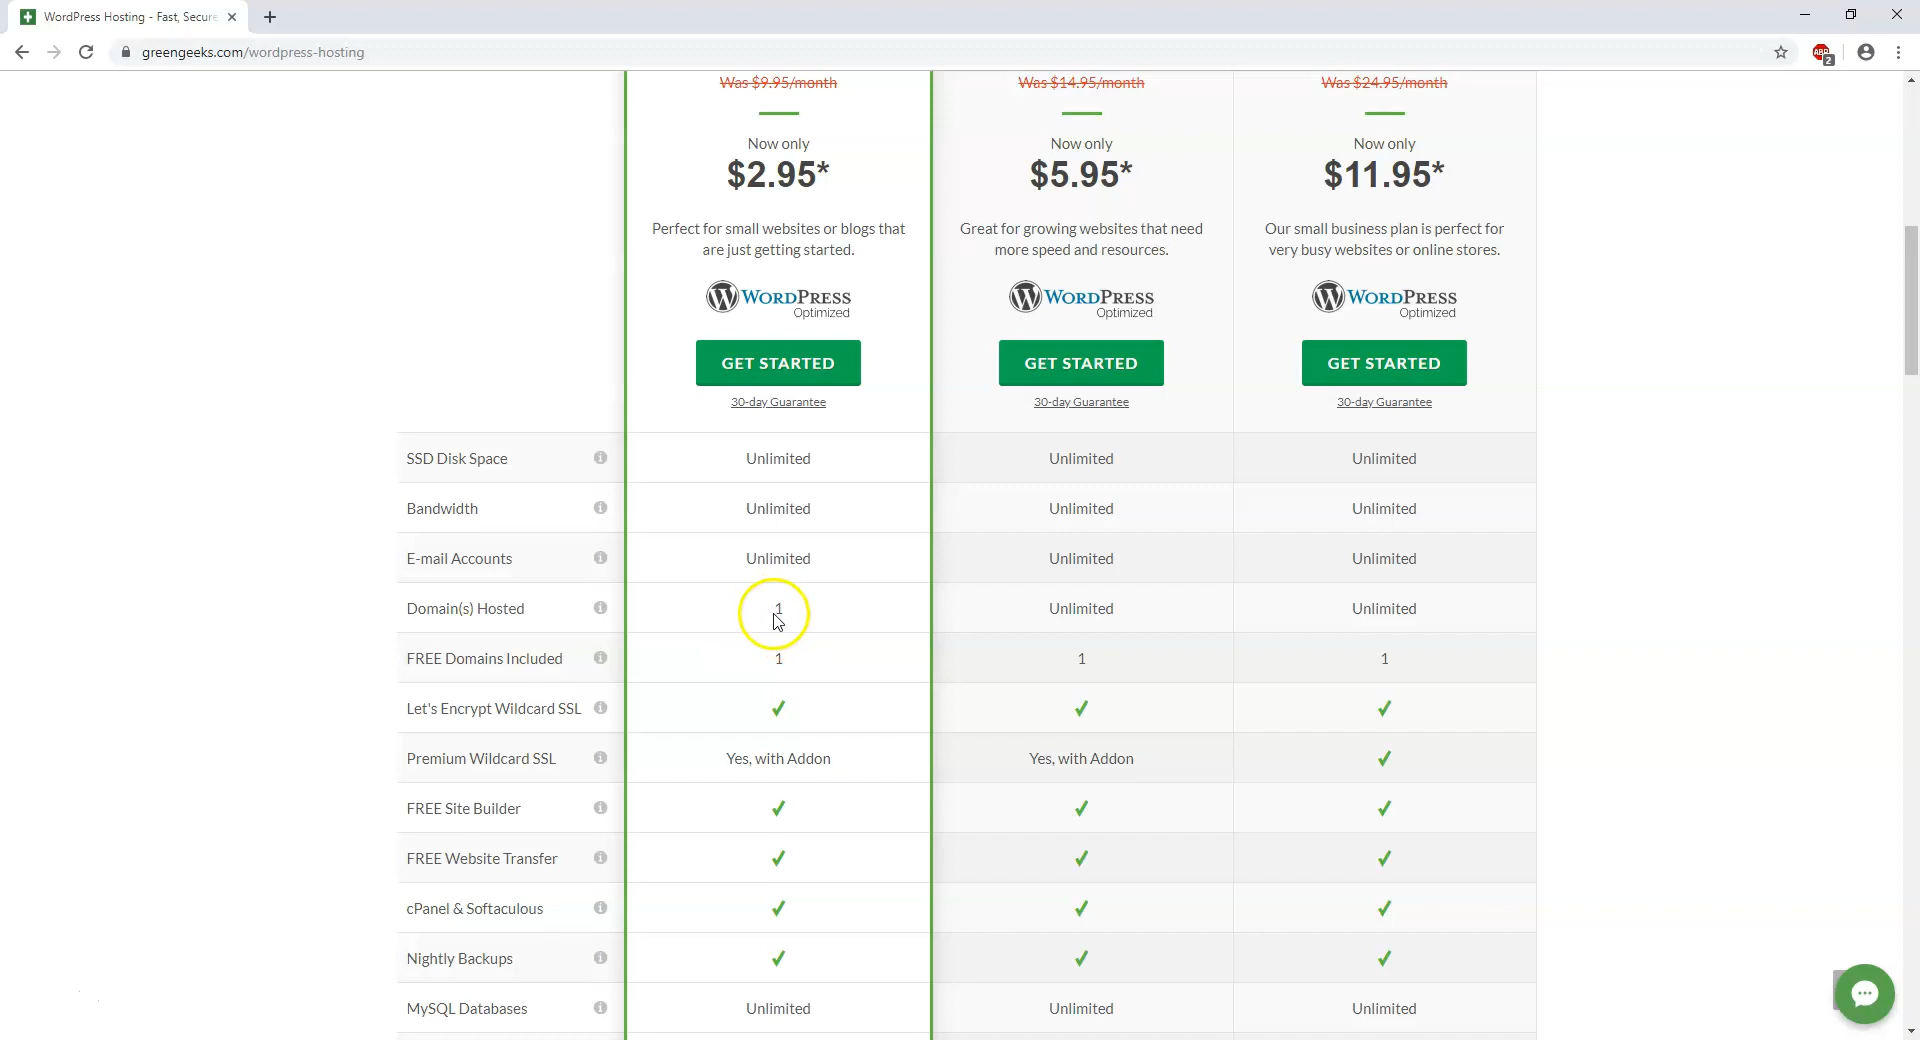 WordPress Hosting - Fast, Secure
greengeeks.com/wordpress-hosting
ABP
2
Was $9.95/month
Was $14.95/month
Was $24.95/month
Now only
Now only
Now only
$2.95*
$5.95*
$11.95*
Perfect for small websites or blogs that
are just getting started.
Great for growing websites that need
more speed and resources.
Our small business plan is perfect for
very busy websites or online stores.
WORDPRESS
Optimized
WORDPRESS
Optimized
WORDPRESS
Optimized
GET STARTED
GET STARTED
GET STARTED
30-day Guarantee
30-day Guarantee
30-day Guarantee
SSD Disk Space Unlimited Unlimited Unlimited
Bandwidth Unlimited Unlimited Unlimited
E-mail Accounts Unlimited Unlimited Unlimited
Domain(s) Hosted 1 Unlimited Unlimited
FREE Domains Included 1 1 1
Let's Encrypt Wildcard SSL
Premium Wildcard SSL Yes, with Addon Yes, with Addon
FREE Site Builder
FREE Website Transfer
cPanel & Softaculous
Nightly Backups
MySQL Databases Unlimited Unlimited Unlimited